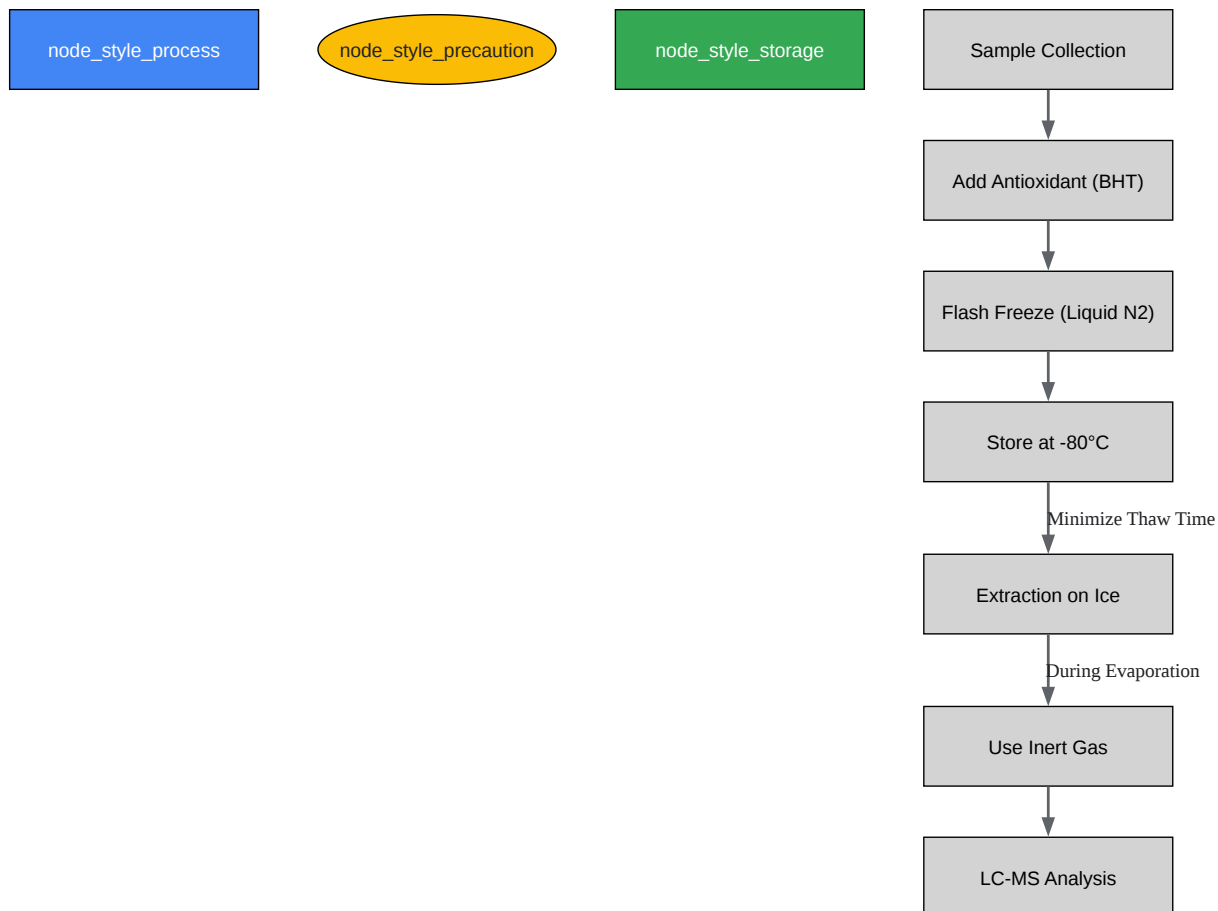 node_style_process
node_style_precaution
node_style_storage
Sample Collection
Add Antioxidant (BHT)
Flash Freeze (Liquid N2)
Store at -80°C
Minimize Thaw Time
Extraction on Ice
During Evaporation
Use Inert Gas
LC-MS Analysis